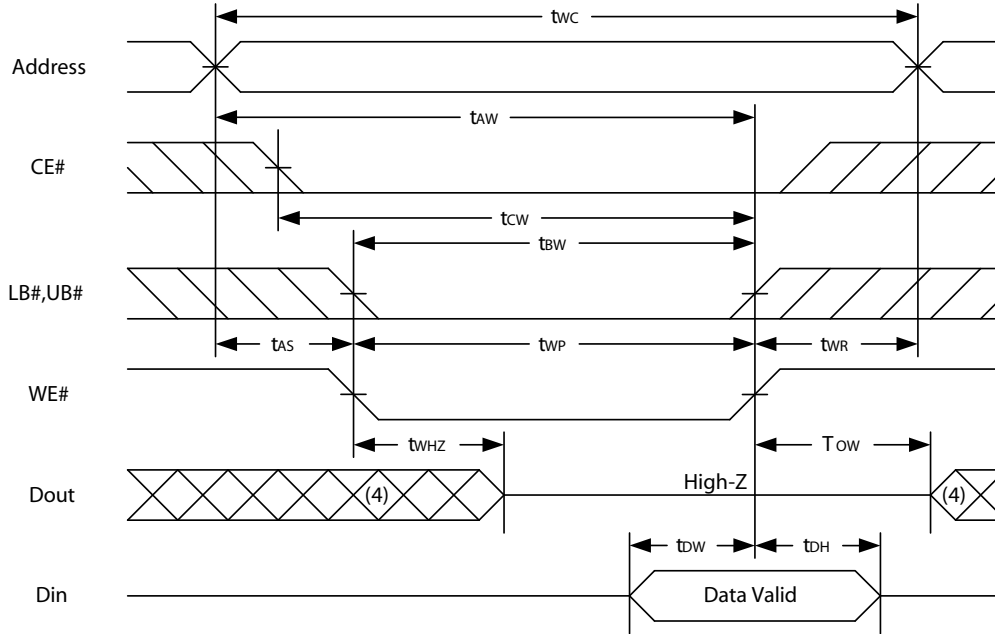 tWC
Address
tAW
CE#
tCW
tBW
LB#,UB#
tAS tWP tWR
WE#
tWHZ TOW
Dout (4) High-Z (4)
tDW tDH
Din Data Valid